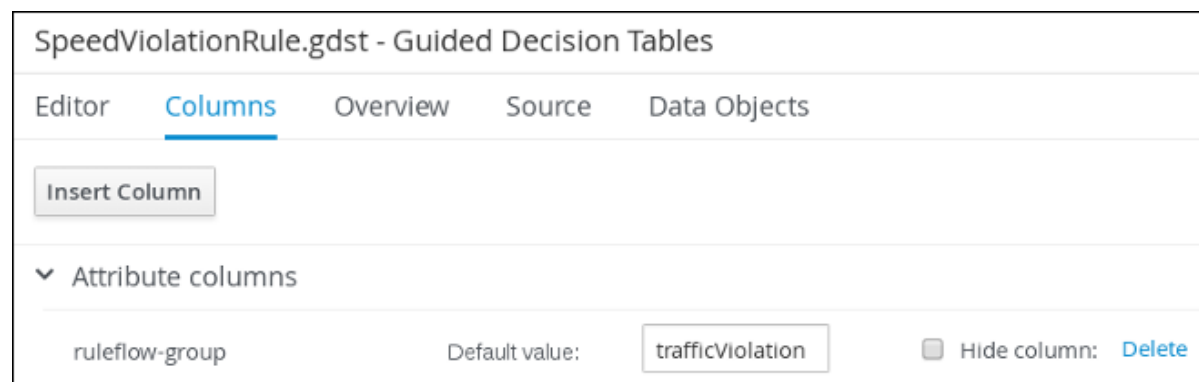 SpeedViolationRule.gdst - Guided Decision Tables
Editor Columns Overview Source Data Objects
Insert Column
Attribute columns
ruleflow-group Default value: trafficViolation Hide column: Delete